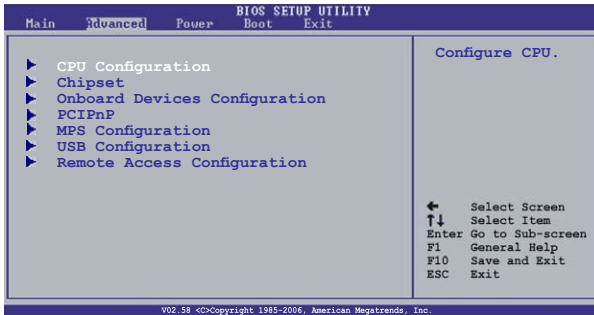 BIOS SETUP UTILITY
Main Advanced Power Boot Exit
CPU Configuration
Chipset
Onboard Devices Configuration
PCIPnP
MPS Configuration
USB Configuration
Remote Access Configuration
Configure CPU.
← Select Screen
↑↓ Select Item
Enter Go to Sub-screen
F1 General Help
F10 Save and Exit
ESC Exit
V02.58 <C>Copyright 1985-2006, American Megatrends, Inc.